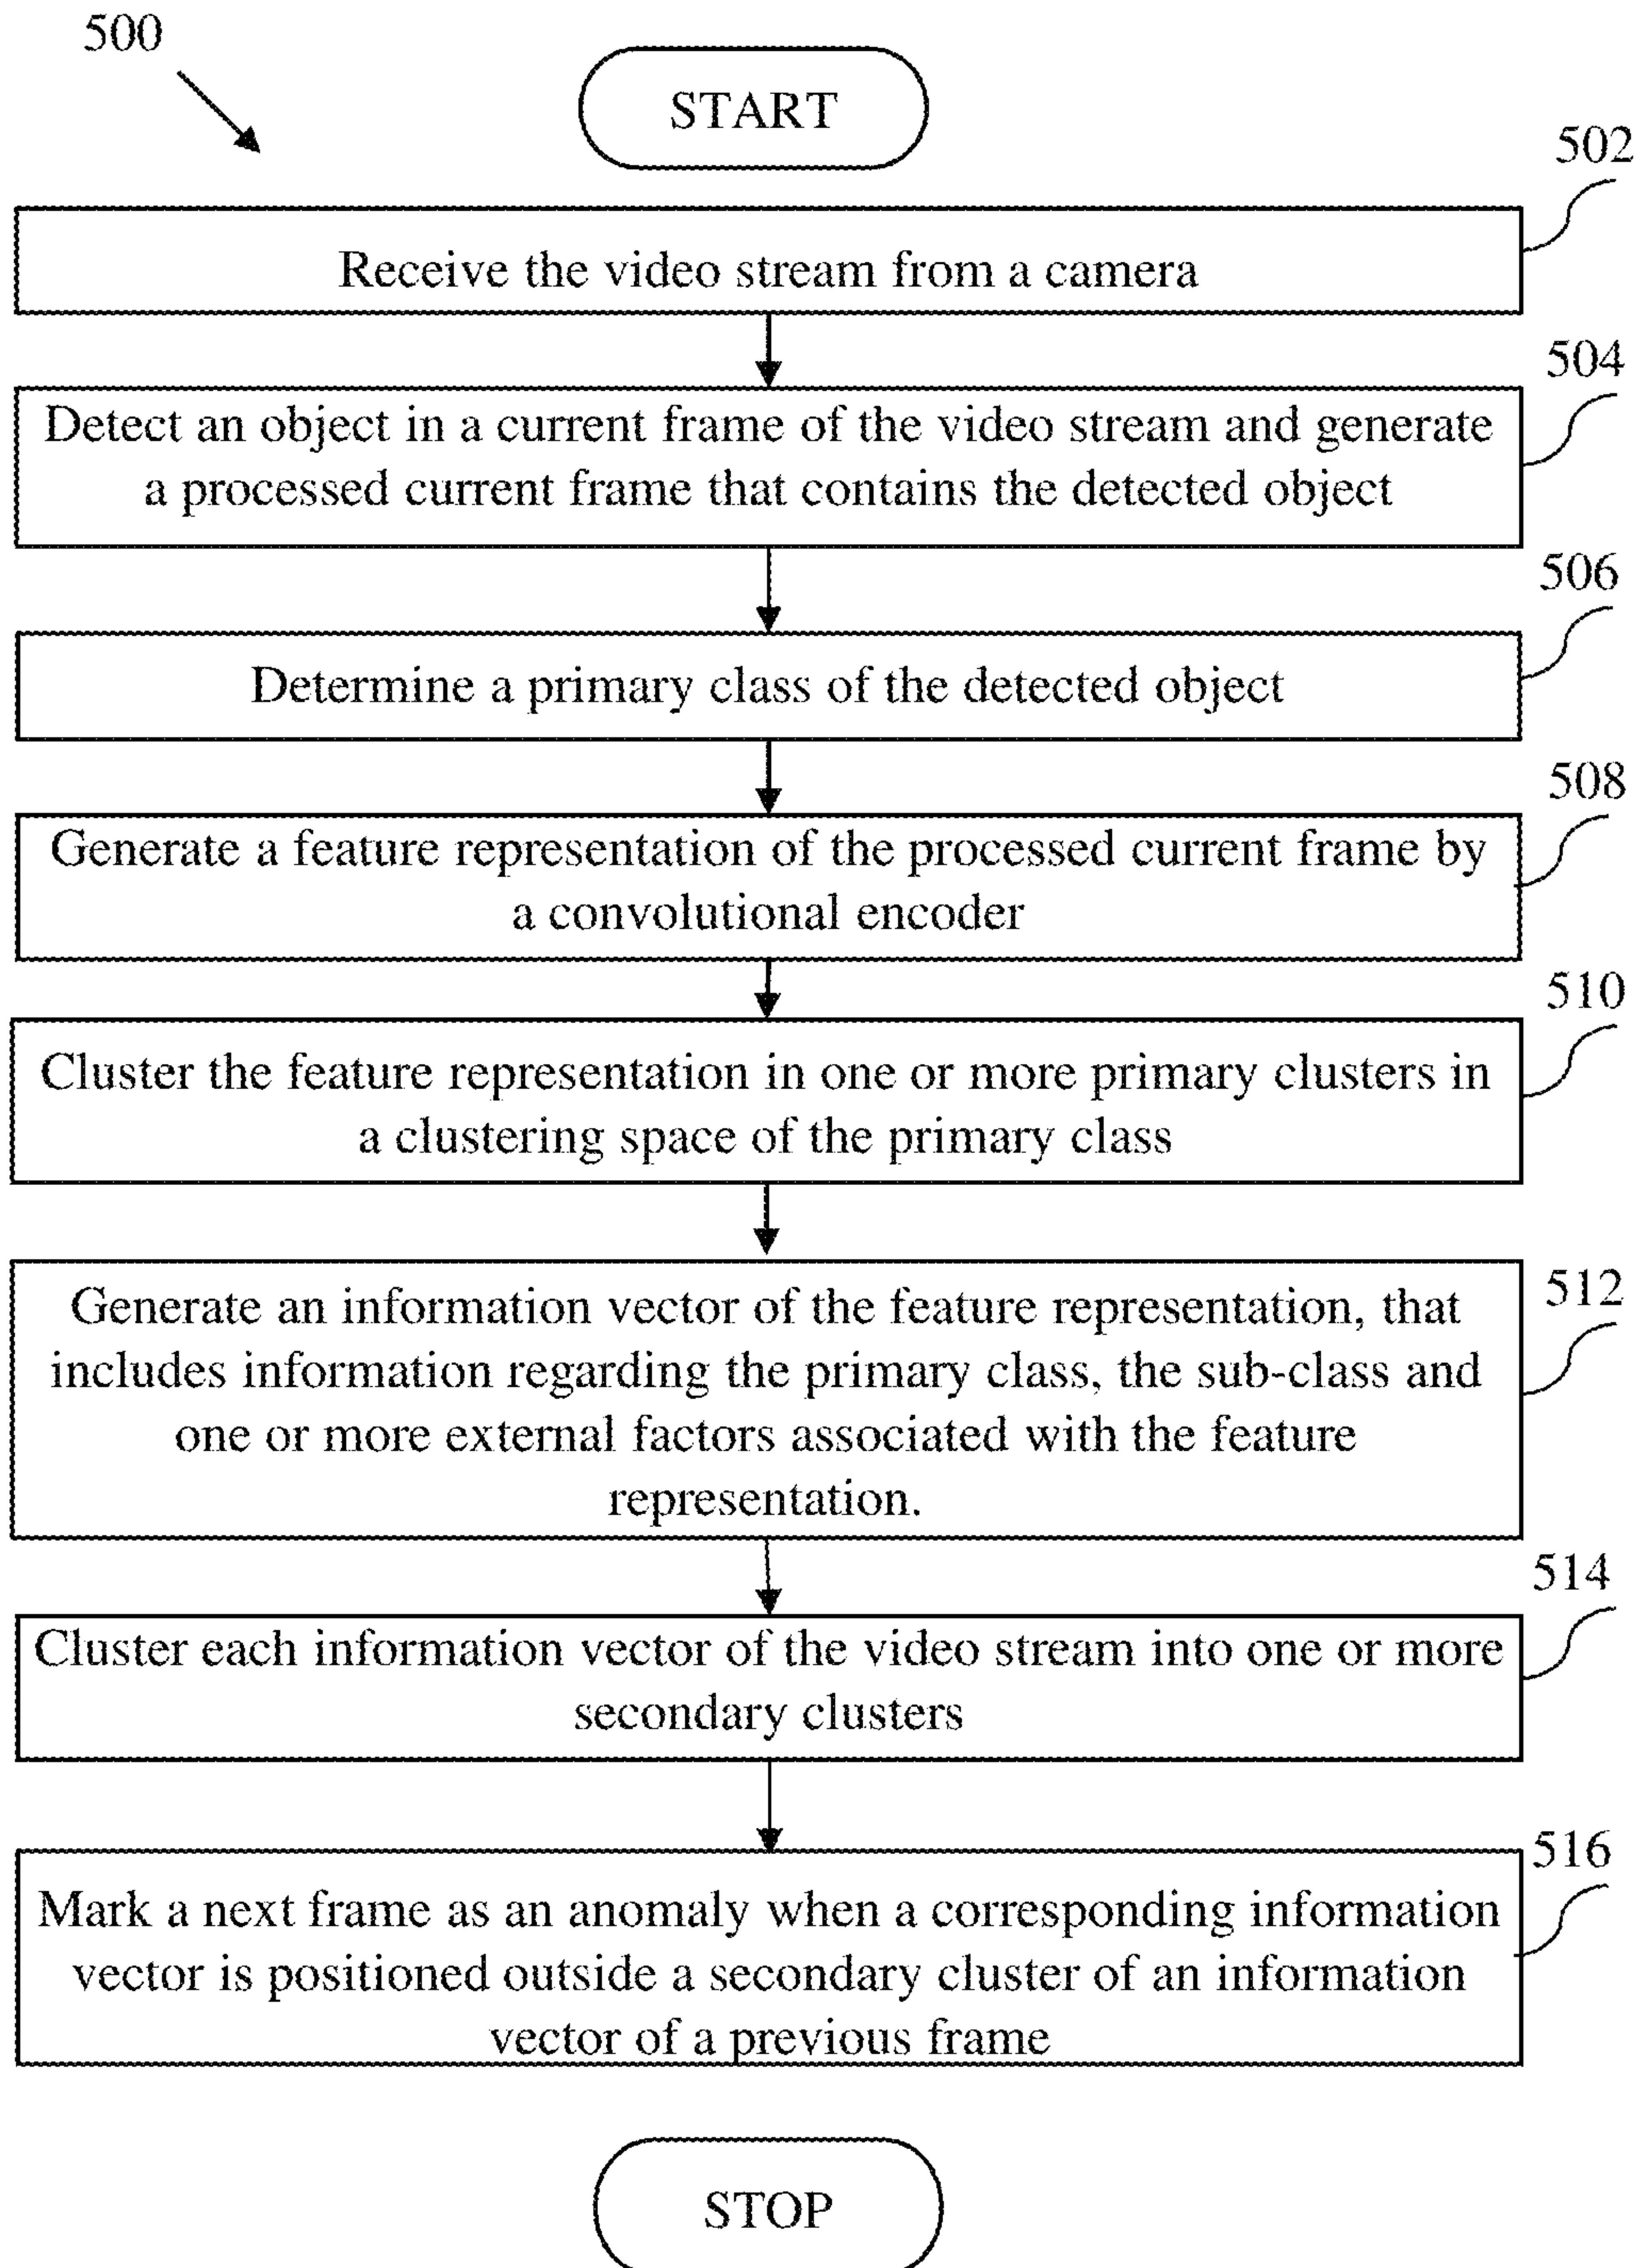 500
START
502
Receive the video stream from a camera
504
Detect an object in a current frame of the video stream and generate
a processed current frame that contains the detected object
506
Determine a primary class of the detected object
508
Generate a feature representation of the processed current frame by
a convolutional encoder
510
Cluster the feature representation in one or more primary clusters in
a clustering space of the primary class
512
Generate an information vector of the feature representation, that
includes information regarding the primary class, the sub-class and
one or more external factors associated with the feature
representation.
514
Cluster each information vector of the video stream into one or more
secondary clusters
516
Mark a next frame as an anomaly when a corresponding information
vector is positioned outside a secondary cluster of an information
vector of a previous frame
STOP